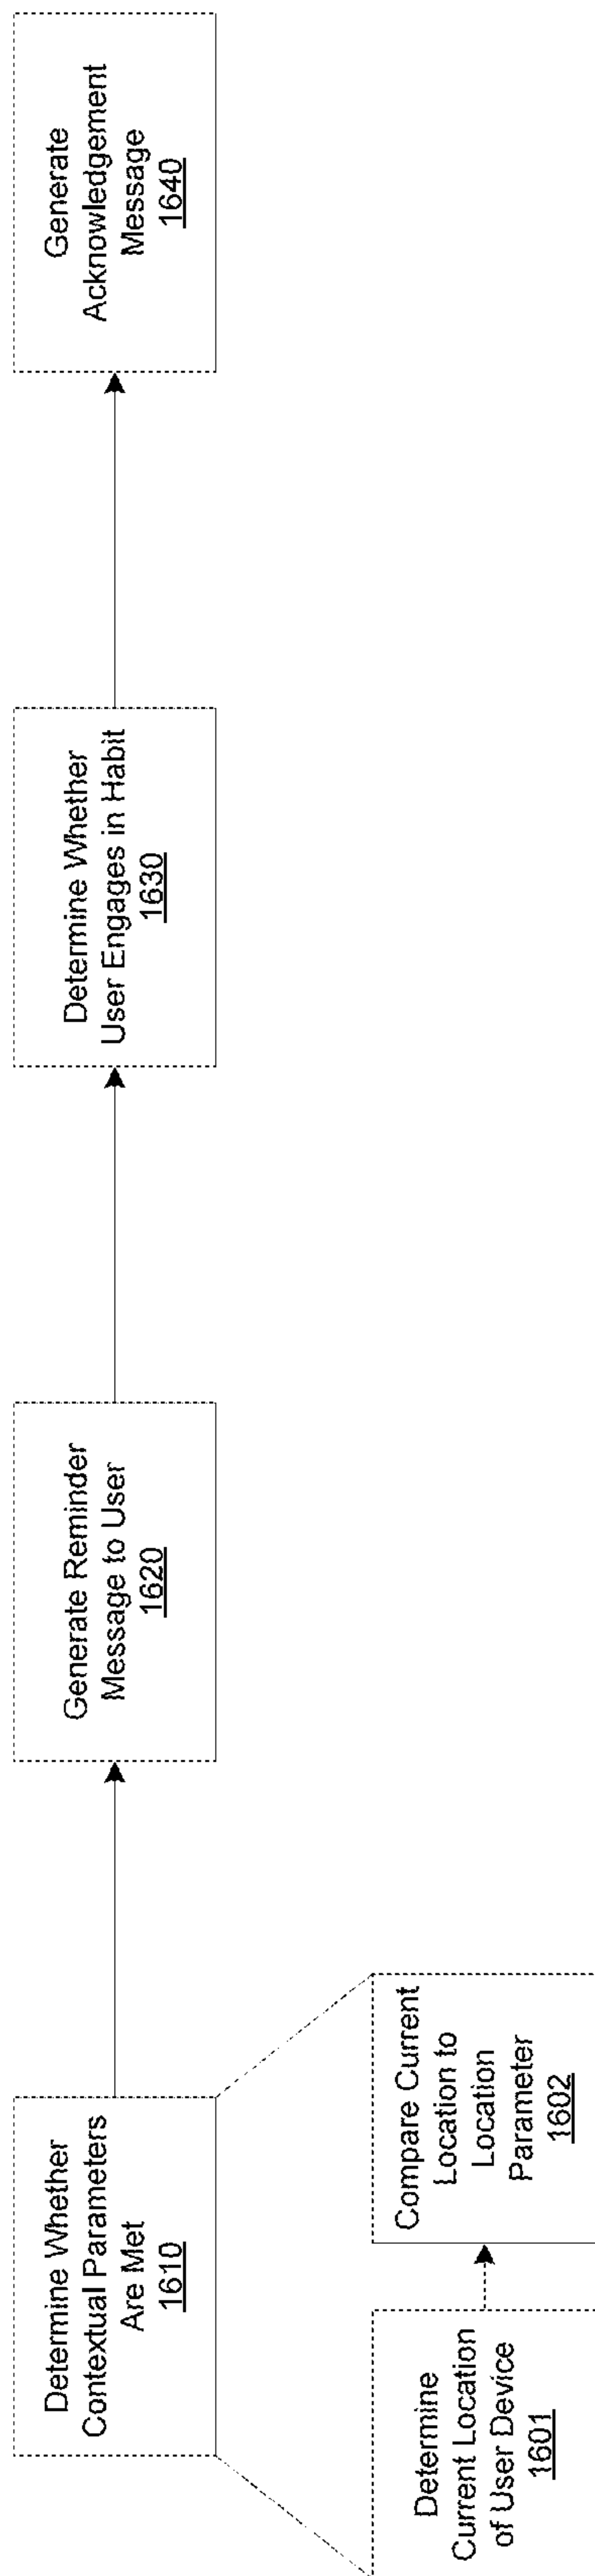 Determine Whether
Contextual Parameters
Are Met
1610
Generate Reminder
Message to User
1620
Determine Whether
User Engages in Habit
1630
Generate
Acknowledgement
Message
1640
Determine
Current Location
of User Device
1601
Compare Current
Location to
Location
Parameter
1602